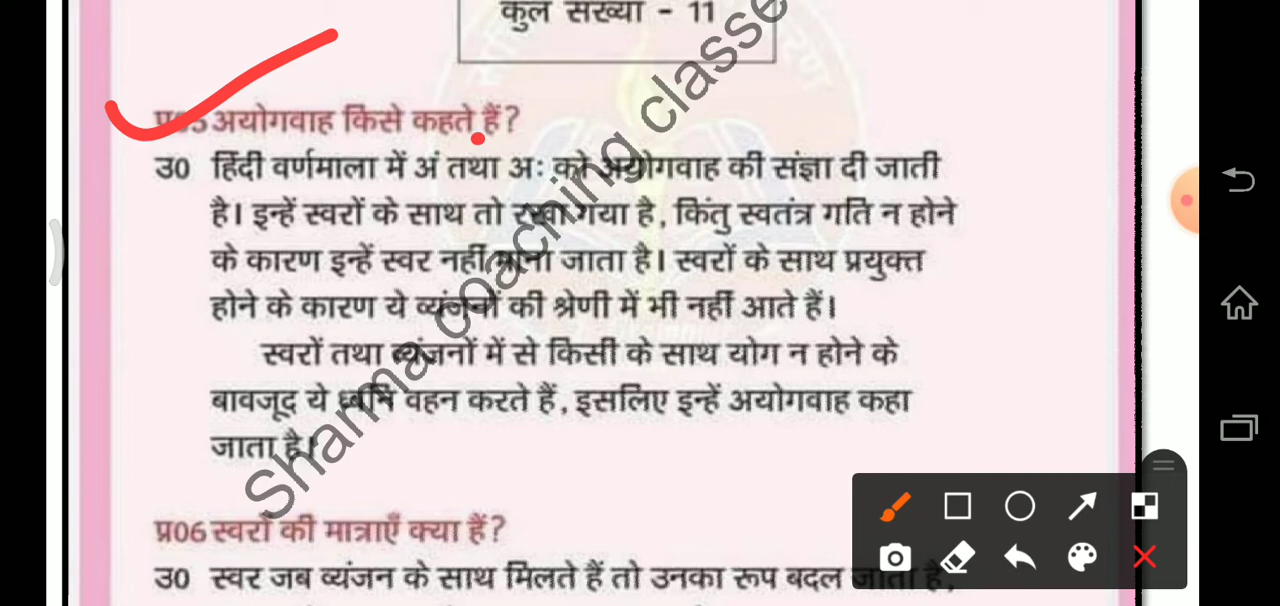 कुल संख्या - 11
प्र05 अयोगवाह किसे कहते हैं?
उ0 हिंदी वर्णमाला में अं तथा अः को अयोगवाह की संज्ञा दी जाती
है। इन्हें स्वरों के साथ तो रखा गया है, किंतु स्वतंत्र गति न होने
के कारण इन्हें स्वर नहीं माना जाता है। स्वरों के साथ प्रयुक्त
होने के कारण ये व्यंजनों की श्रेणी में भी नहीं आते हैं।
स्वरों तथा व्यंजनों में से किसी के साथ योग न होने के
बावजूद ये ध्वनि वहन करते हैं, इसलिए इन्हें अयोगवाह कहा
जाता है।
प्र06 स्वरों की मात्राएँ क्या हैं?
उ0 स्वर जब व्यंजन के साथ मिलते हैं तो उनका रूप बदल जाता है,
Sharma coaching classe